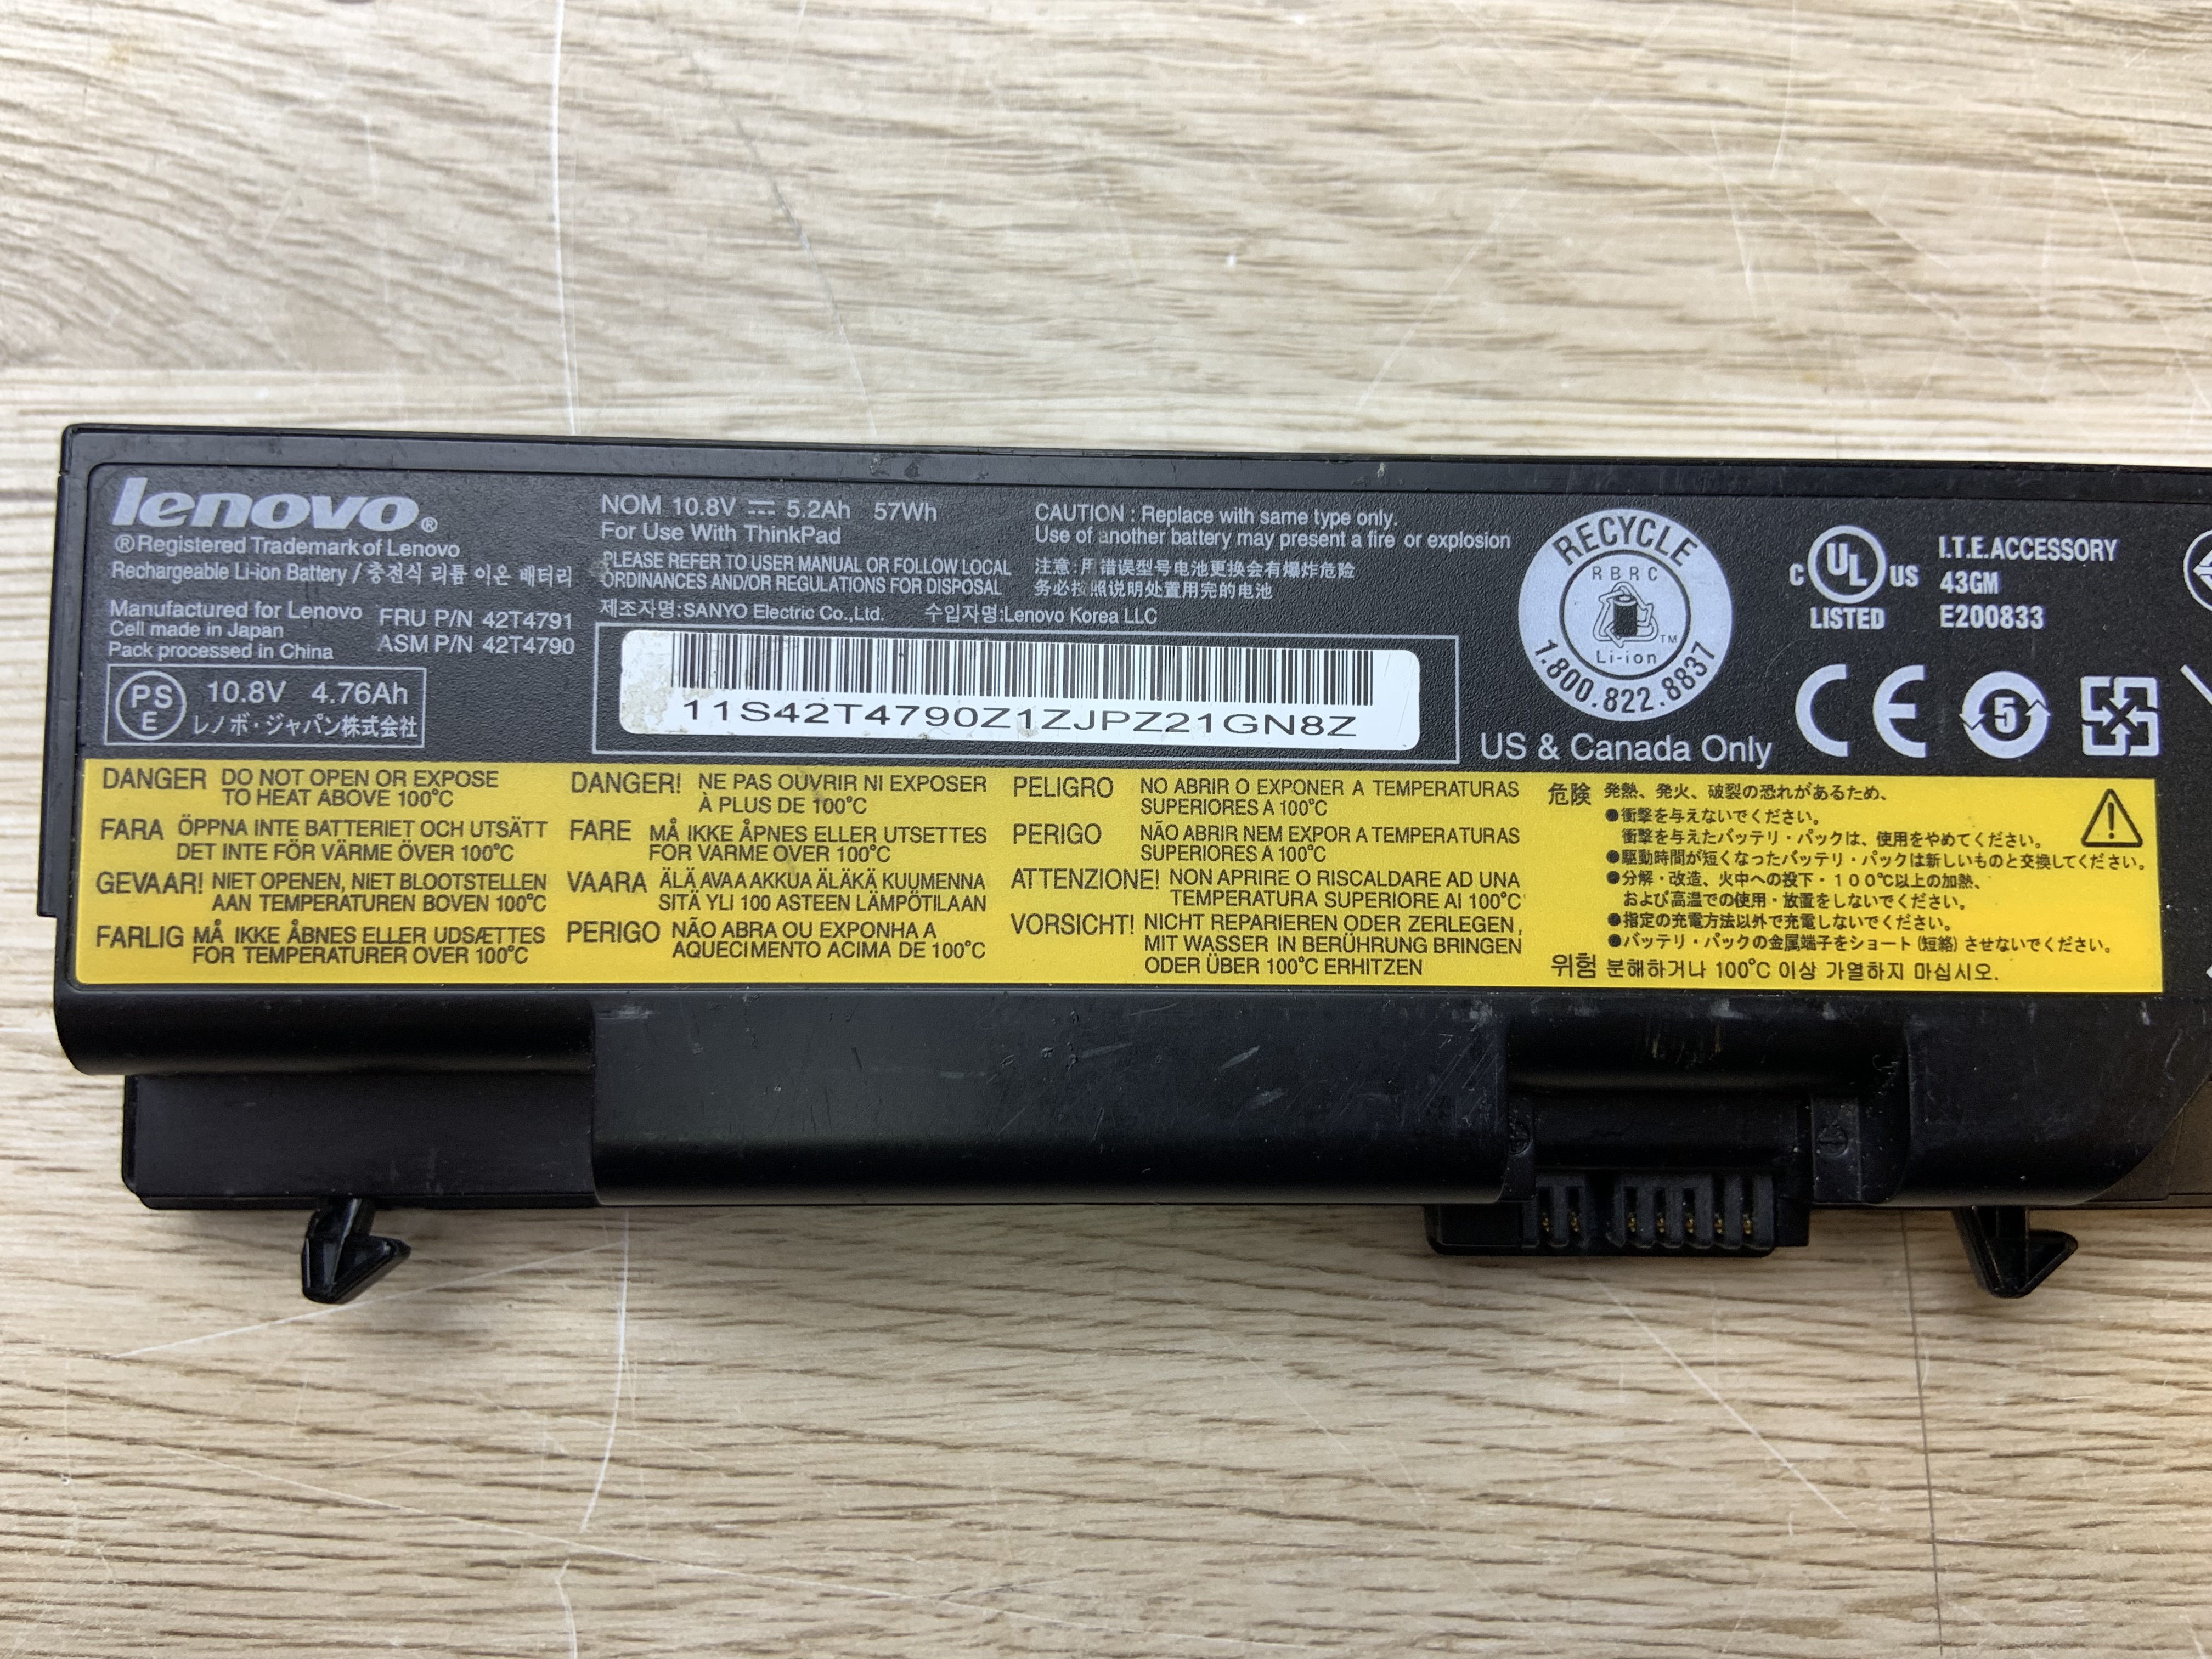 lenovo®
®Registered Trademark of Lenovo
Rechargeable Li-ion Battery / 충전식 리튬 이온 배터리
Manufactured for Lenovo
Cell made in Japan
Pack processed in China
FRU P/N 42T4791
ASM P/N 42T4790
PS
E
10.8V 4.76Ah
レノボ・ジャパン株式会社
NOM 10.8V ⎓ 5.2Ah 57Wh
For Use With ThinkPad
PLEASE REFER TO USER MANUAL OR FOLLOW LOCAL
ORDINANCES AND/OR REGULATIONS FOR DISPOSAL
제조자명:SANYO Electric Co.,Ltd. 수입자명:Lenovo Korea LLC
CAUTION : Replace with same type only.
Use of another battery may present a fire or explosion
注意:用错误型号电池更换会有爆炸危险
务必按照说明处置用完的电池
11S42T4790Z1ZJPZ21GN8Z
RECYCLE
RBRC
TM
Li-ion
1.800.822.8837
US & Canada Only
C UL US
LISTED
I.T.E. ACCESSORY
43GM
E200833
CE
5
DANGER DO NOT OPEN OR EXPOSE
TO HEAT ABOVE 100°C
FARA ÖPPNA INTE BATTERIET OCH UTSÄTT
DET INTE FÖR VÄRME ÖVER 100°C
GEVAAR! NIET OPENEN, NIET BLOOTSTELLEN
AAN TEMPERATUREN BOVEN 100°C
FARLIG MÅ IKKE ÅBNES ELLER UDSÆTTES
FOR TEMPERATURER OVER 100°C
DANGER! NE PAS OUVRIR NI EXPOSER
À PLUS DE 100°C
FARE MÅ IKKE ÅPNES ELLER UTSETTES
FOR VARME OVER 100°C
VAARA ÄLÄ AVAA AKKUA ÄLÄKÄ KUUMENNA
SITÄ YLI 100 ASTEEN LÄMPÖTILAAN
PERIGO NÃO ABRA OU EXPONHA A
AQUECIMENTO ACIMA DE 100°C
PELIGRO NO ABRIR O EXPONER A TEMPERATURAS
SUPERIORES A 100°C
PERIGO NÃO ABRIR NEM EXPOR A TEMPERATURAS
SUPERIORES A 100°C
ATTENZIONE! NON APRIRE O RISCALDARE AD UNA
TEMPERATURA SUPERIORE AI 100°C
VORSICHT! NICHT REPARIEREN ODER ZERLEGEN,
MIT WASSER IN BERÜHRUNG BRINGEN
ODER ÜBER 100°C ERHITZEN
危険 発熱、発火、破裂の恐れがあるため、
●衝撃を与えないでください。
衝撃を与えたバッテリ・パックは、使用をやめてください。
●駆動時間が短くなったバッテリ・パックは新しいものと交換してください。
●分解・改造、火中への投下・100℃以上の加熱、
および高温での使用・放置をしないでください。
●指定の充電方法以外で充電しないでください。
●バッテリ・パックの金属端子をショート(短絡)させないでください。
위험 분해하거나 100°C 이상 가열하지 마십시오.